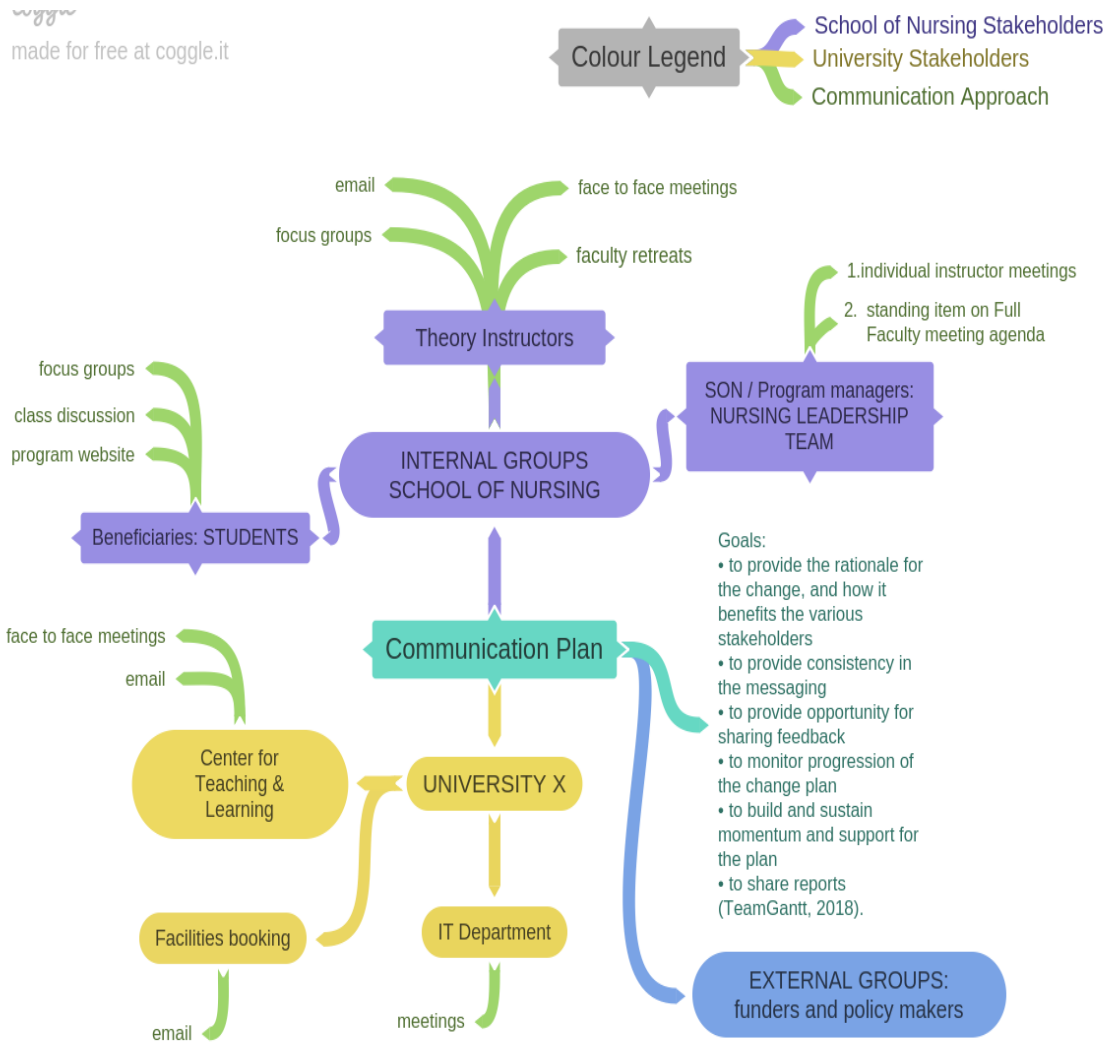 made for free at coggle.it
Colour Legend
School of Nursing Stakeholders
University Stakeholders
Communication Approach
email
face to face meetings
focus groups
faculty retreats
Theory Instructors
1.individual instructor meetings
2. standing item on Full
Faculty meeting agenda
SON / Program managers:
NURSING LEADERSHIP
TEAM
focus groups
class discussion
program website
INTERNAL GROUPS
SCHOOL OF NURSING
Beneficiaries: STUDENTS
Communication Plan
Goals:
• to provide the rationale for
the change, and how it
benefits the various
stakeholders
• to provide consistency in
the messaging
• to provide opportunity for
sharing feedback
• to monitor progression of
the change plan
• to build and sustain
momentum and support for
the plan
• to share reports
(TeamGantt, 2018).
face to face meetings
email
Center for
Teaching &
Learning
UNIVERSITY X
Facilities booking
IT Department
email
meetings
EXTERNAL GROUPS:
funders and policy makers